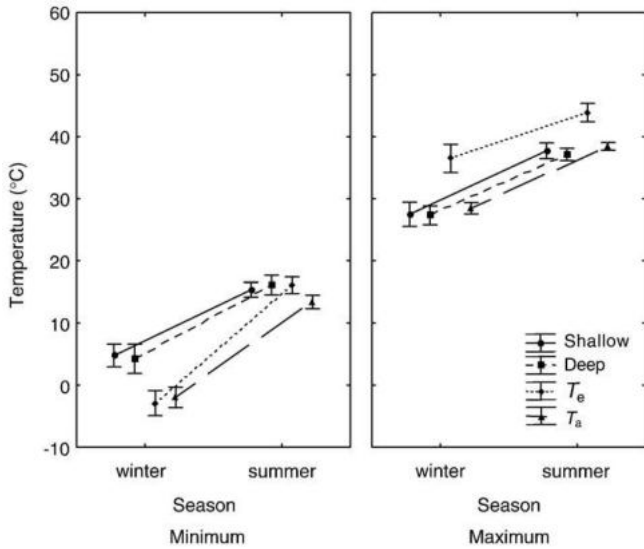 Temperature (°C)
60
50
40
30
20
10
0
-10
winter
summer
Season
Minimum
winter
summer
Season
Maximum
Shallow
Deep
Te
Ta